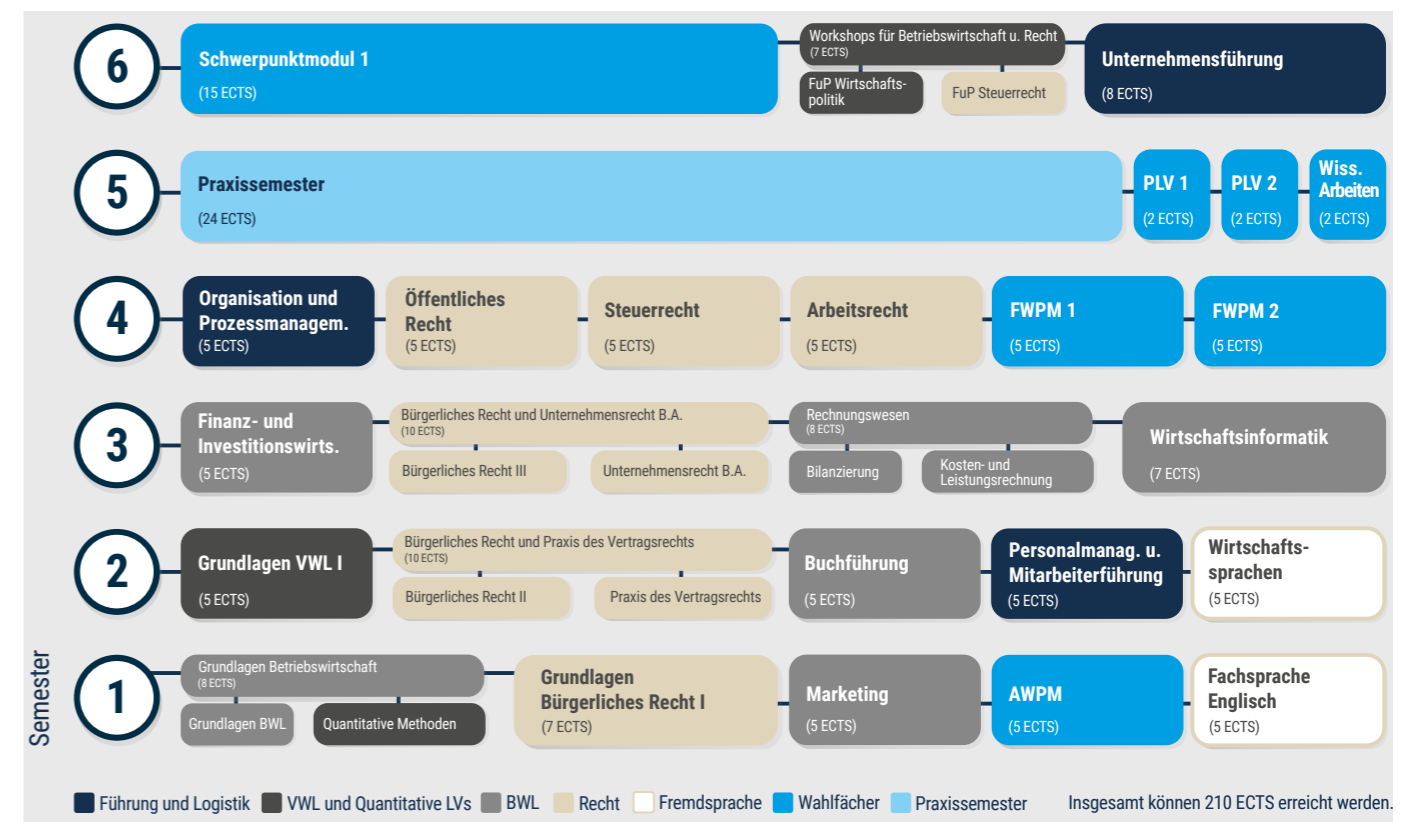 6
Schwerpunktmodul 1
(15 ECTS)
Workshops für Betriebswirtschaft u. Recht
(7 ECTS)
FuP Wirtschafts-
politik
FuP Steuerrecht
Unternehmensführung
(8 ECTS)
5
Praxissemester
(24 ECTS)
PLV 1
(2 ECTS)
PLV 2
(2 ECTS)
Wiss.
Arbeiten
(2 ECTS)
4
Organisation und
Prozessmanagem.
(5 ECTS)
Öffentliches
Recht
(5 ECTS)
Steuerrecht
(5 ECTS)
Arbeitsrecht
(5 ECTS)
FWPM 1
(5 ECTS)
FWPM 2
(5 ECTS)
3
Finanz- und
Investitionswirts.
(5 ECTS)
Bürgerliches Recht und Unternehmensrecht B.A.
(10 ECTS)
Bürgerliches Recht III
Unternehmensrecht B.A.
Rechnungswesen
(8 ECTS)
Bilanzierung
Kosten- und
Leistungsrechnung
Wirtschaftsinformatik
(7 ECTS)
2
Grundlagen VWL I
(5 ECTS)
Bürgerliches Recht und Praxis des Vertragsrechts
(10 ECTS)
Bürgerliches Recht II
Praxis des Vertragsrechts
Buchführung
(5 ECTS)
Personalmanag. u.
Mitarbeiterführung
(5 ECTS)
Wirtschafts-
sprachen
(5 ECTS)
Semester
1
Grundlagen Betriebswirtschaft
(8 ECTS)
Grundlagen BWL
Quantitative Methoden
Grundlagen
Bürgerliches Recht I
(7 ECTS)
Marketing
(5 ECTS)
AWPM
(5 ECTS)
Fachsprache
Englisch
(5 ECTS)
Führung und Logistik VWL und Quantitative LVs BWL Recht Fremdsprache Wahlfächer Praxissemester Insgesamt können 210 ECTS erreicht werden.